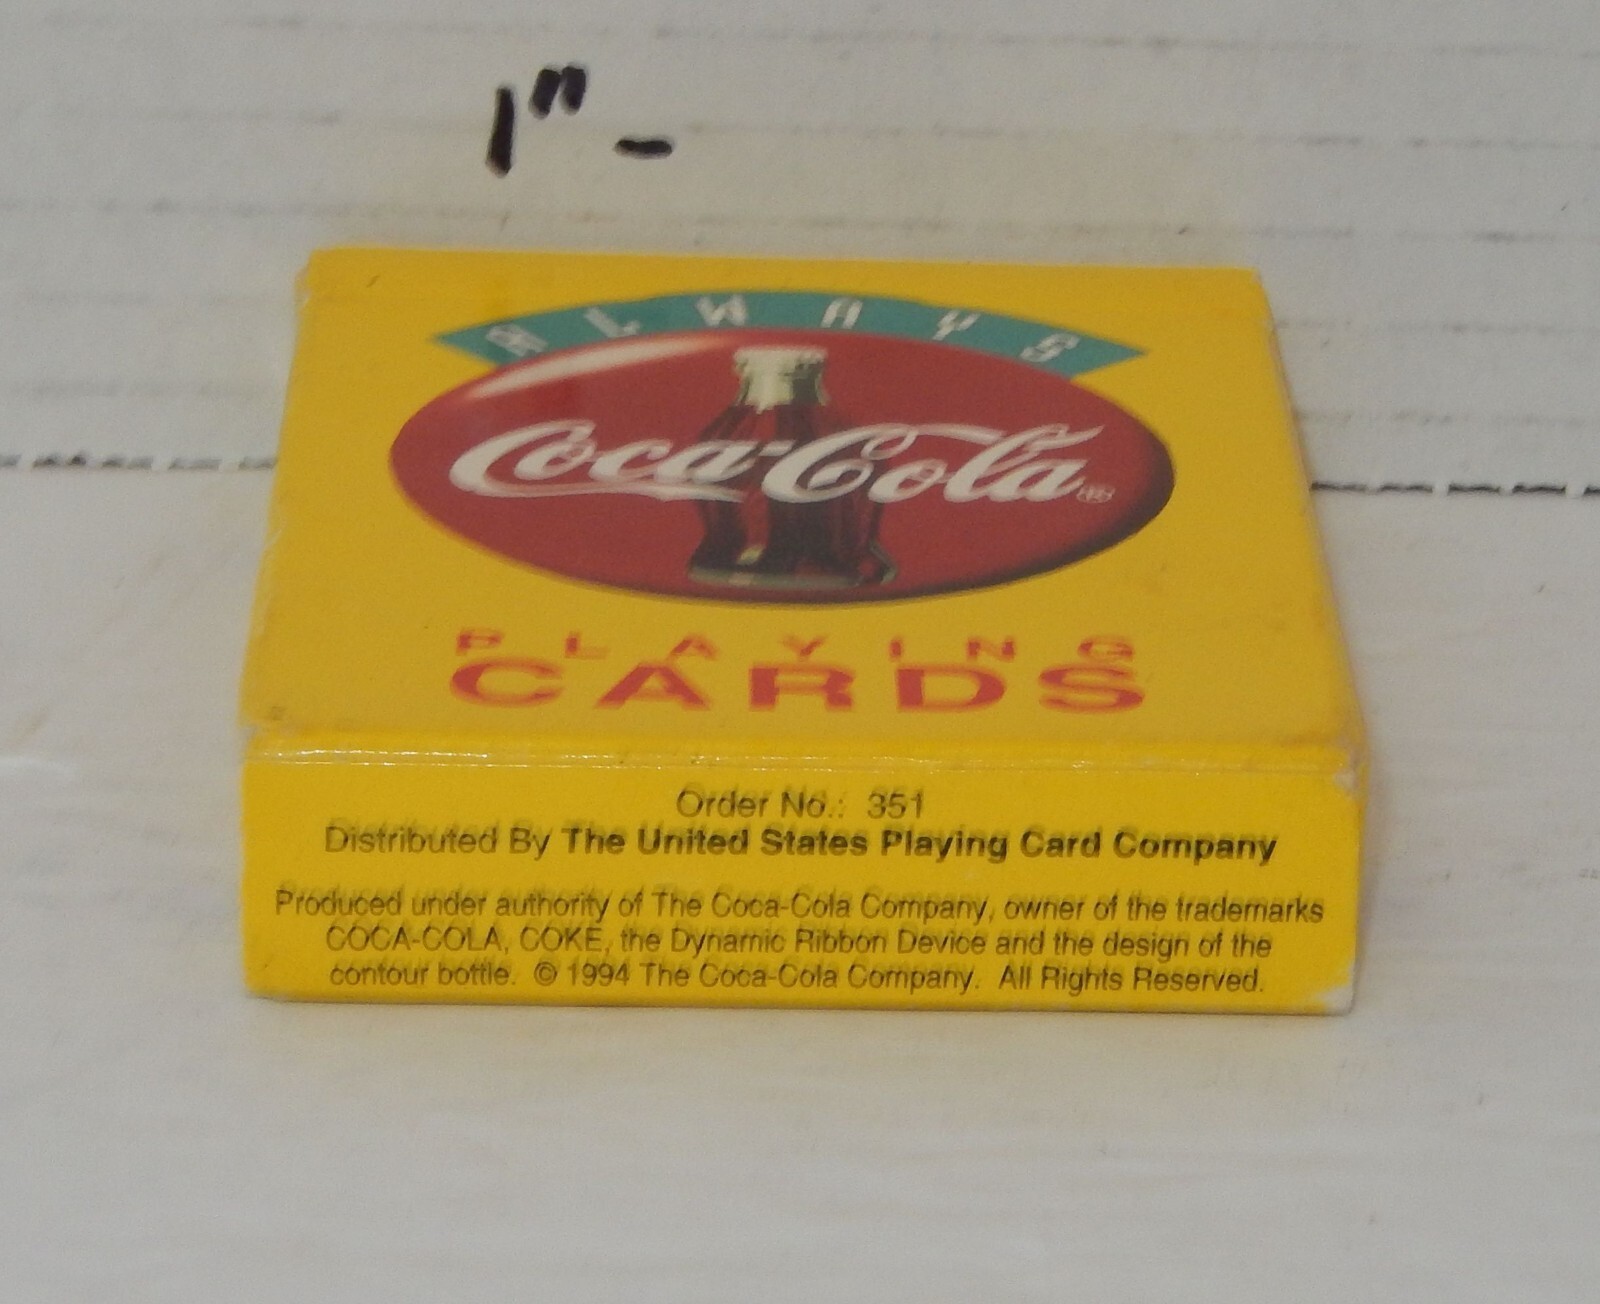 1" -
ALWAYS
Coca-Cola®
PLAYING
CARDS
Order No.: 351
Distributed By The United States Playing Card Company
Produced under authority of The Coca-Cola Company, owner of the trademarks
COCA-COLA, COKE, the Dynamic Ribbon Device and the design of the
contour bottle. © 1994 The Coca-Cola Company. All Rights Reserved.